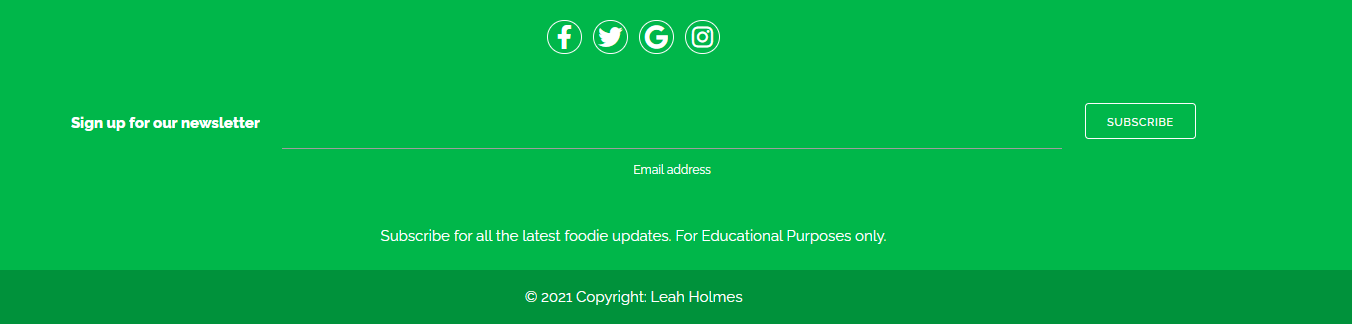 Sign up for our newsletter
SUBSCRIBE
Email address
Subscribe for all the latest foodie updates. For Educational Purposes only.
© 2021 Copyright: Leah Holmes